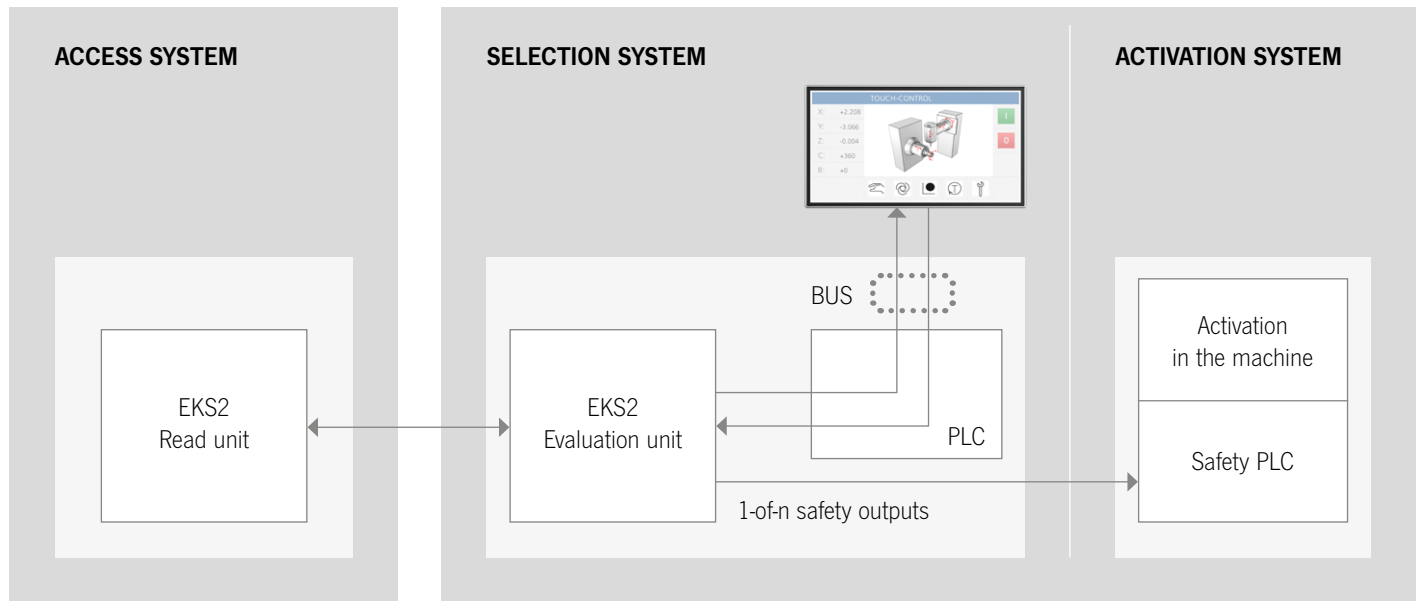 ACCESS SYSTEM
EKS2
Read unit
SELECTION SYSTEM
TOUCH-CONTROL
X: +2.208
Y: -3.066
Z: -0.004
C: +360
B: +0
I
0
T
BUS
EKS2
Evaluation unit
PLC
1-of-n safety outputs
ACTIVATION SYSTEM
Activation
in the machine
Safety PLC